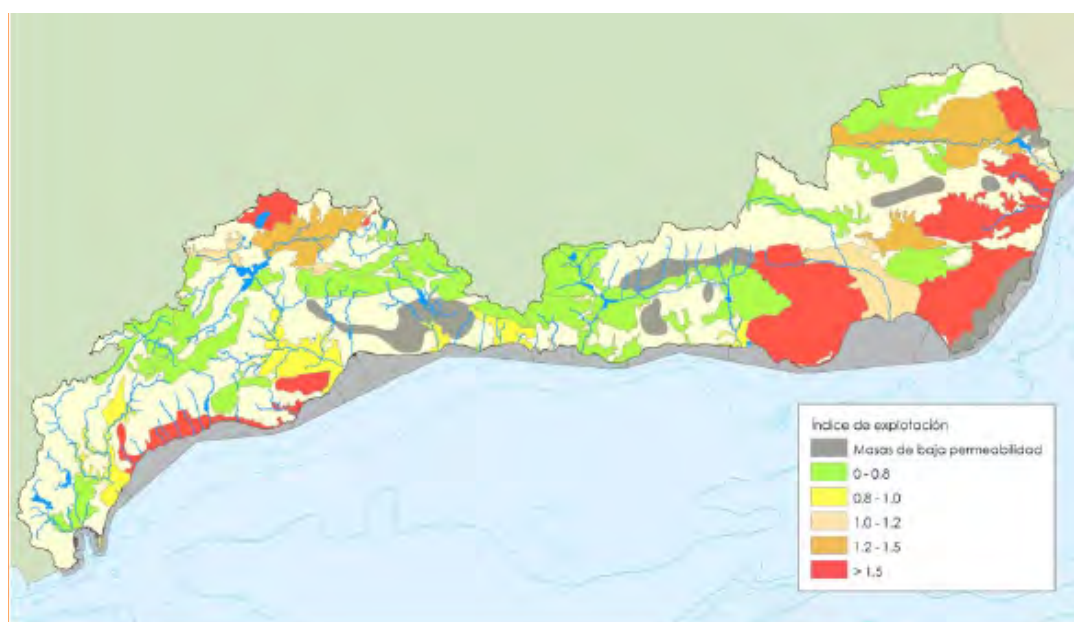 Índice de explotación
Masas de baja permeabilidad
0 - 0.8
0.8 - 1.0
1.0 - 1.2
1.2 - 1.5
> 1.5